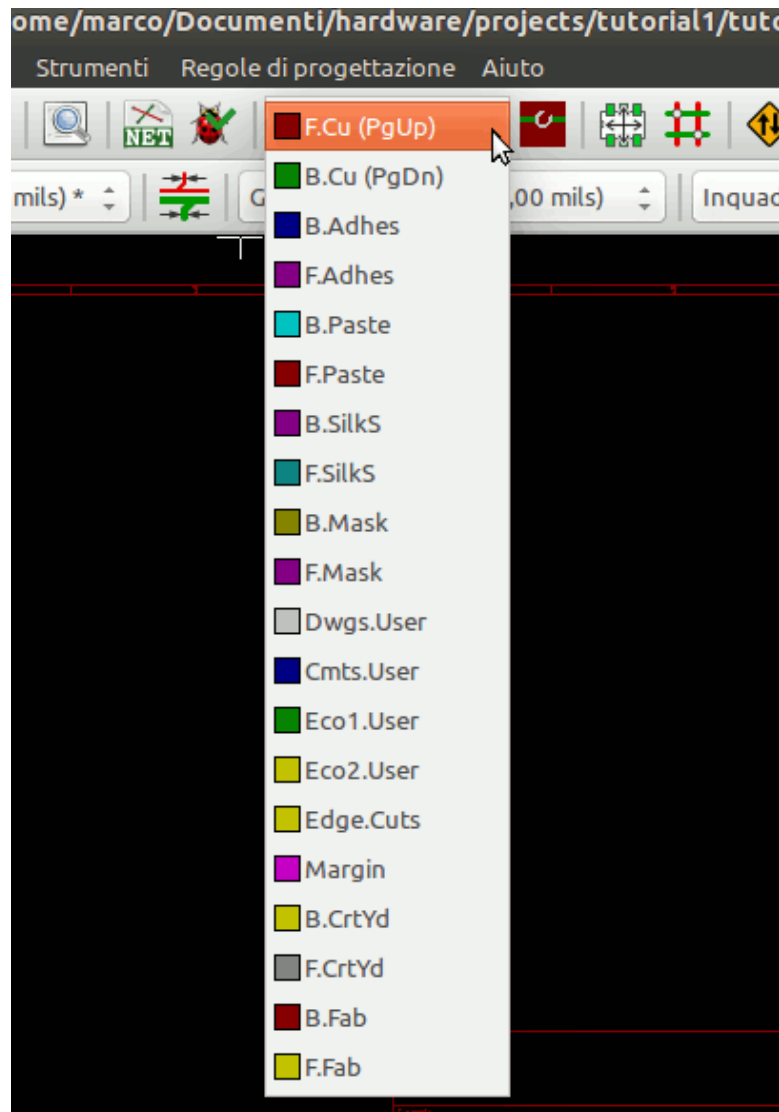 ome/marco/Documenti/hardware/projects/tutorial1/tuto
Strumenti Regole di progettazione Aiuto
NET
F.Cu (PgUp)
mils) * G ,00 mils) Inquad
B.Cu (PgDn)
B.Adhes
F.Adhes
B.Paste
F.Paste
B.SilkS
F.SilkS
B.Mask
F.Mask
Dwgs.User
Cmts.User
Eco1.User
Eco2.User
Edge.Cuts
Margin
B.CrtYd
F.CrtYd
B.Fab
F.Fab